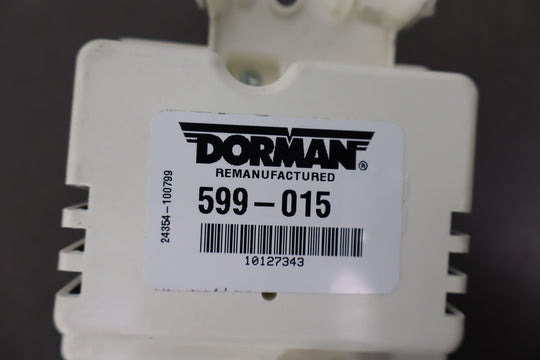 DORMAN®
REMANUFACTURED
599-015
10127343
24354-100799